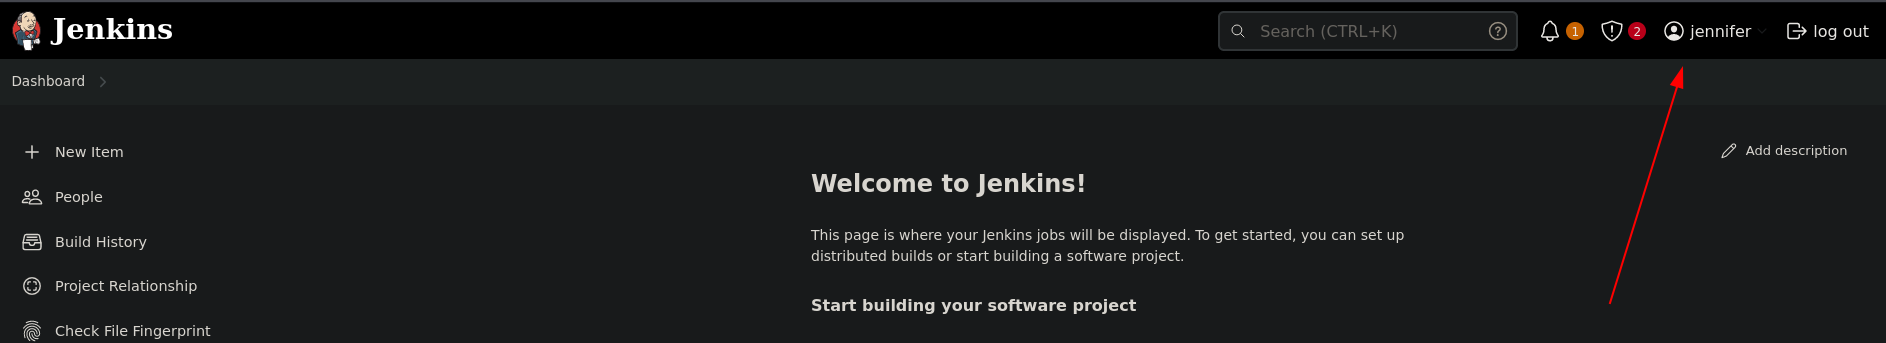 Jenkins
Search (CTRL+K)
?
1
2
jennifer
log out
Dashboard
New Item
Add description
People
Welcome to Jenkins!
Build History
This page is where your Jenkins jobs will be displayed. To get started, you can set up
distributed builds or start building a software project.
Project Relationship
Start building your software project
Check File Fingerprint